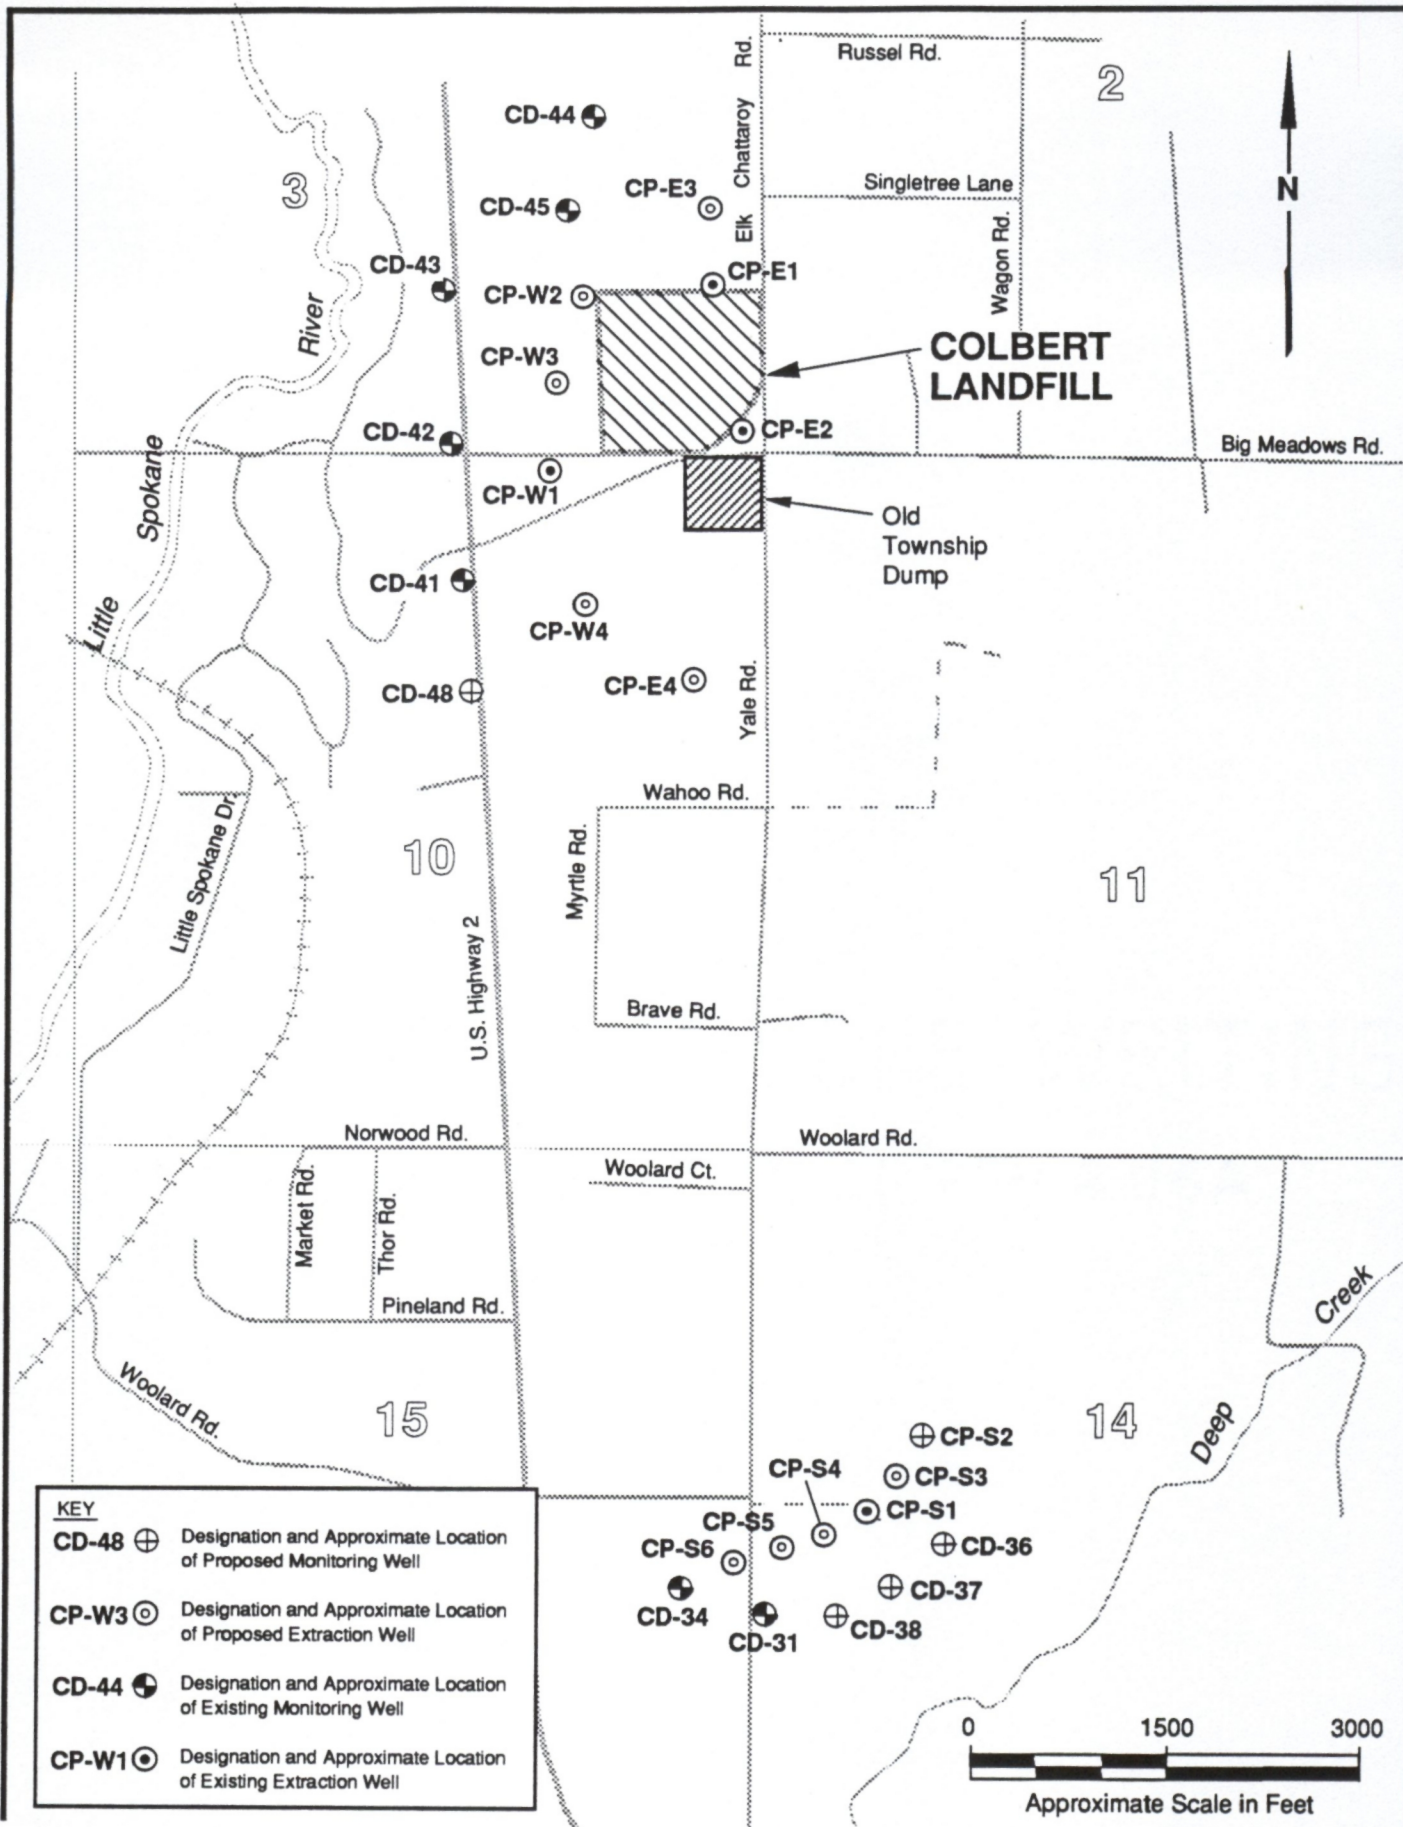 Russel Rd.
2
Elk Chattaroy Rd.
CD-44
N
3
CP-E3
Singletree Lane
CD-45
Wagon Rd.
CD-43
CP-E1
CP-W2
River
COLBERT
LANDFILL
CP-W3
CD-42
CP-E2
Big Meadows Rd.
Spokane
CP-W1
Old
Township
Dump
CD-41
Little
CP-W4
CP-E4
CD-48
Yale Rd.
Wahoo Rd.
Little Spokane Dr.
10
Myrtle Rd.
11
U.S. Highway 2
Brave Rd.
Norwood Rd.
Woolard Rd.
Woolard Ct.
Market Rd.
Thor Rd.
Pineland Rd.
Creek
Woolard Rd.
15
14
Deep
CP-S2
CP-S4
CP-S3
CP-S1
CP-S5
CP-S6
CD-36
CD-37
CD-34
CD-38
CD-31
KEY
CD-48 Designation and Approximate Location
of Proposed Monitoring Well
CP-W3 Designation and Approximate Location
of Proposed Extraction Well
CD-44 Designation and Approximate Location
of Existing Monitoring Well
CP-W1 Designation and Approximate Location
of Existing Extraction Well
0 1500 3000
Approximate Scale in Feet